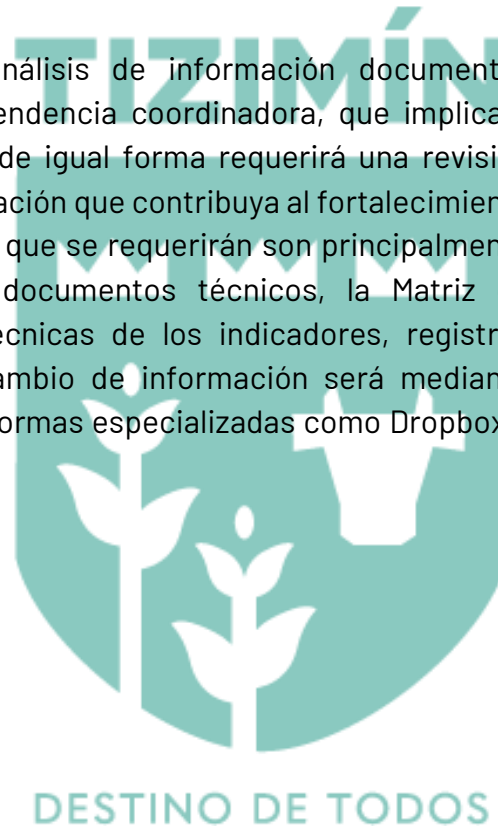 TIZIMÍN
nálisis de información document
endencia coordinadora, que implica
de igual forma requerirá una revisi
ación que contribuya al fortalecimien
que se requerirán son principalmen
documentos técnicos, la Matriz
écnicas de los indicadores, registr
ambio de información será median
ormas especializadas como Dropbox
DESTINO DE TODOS